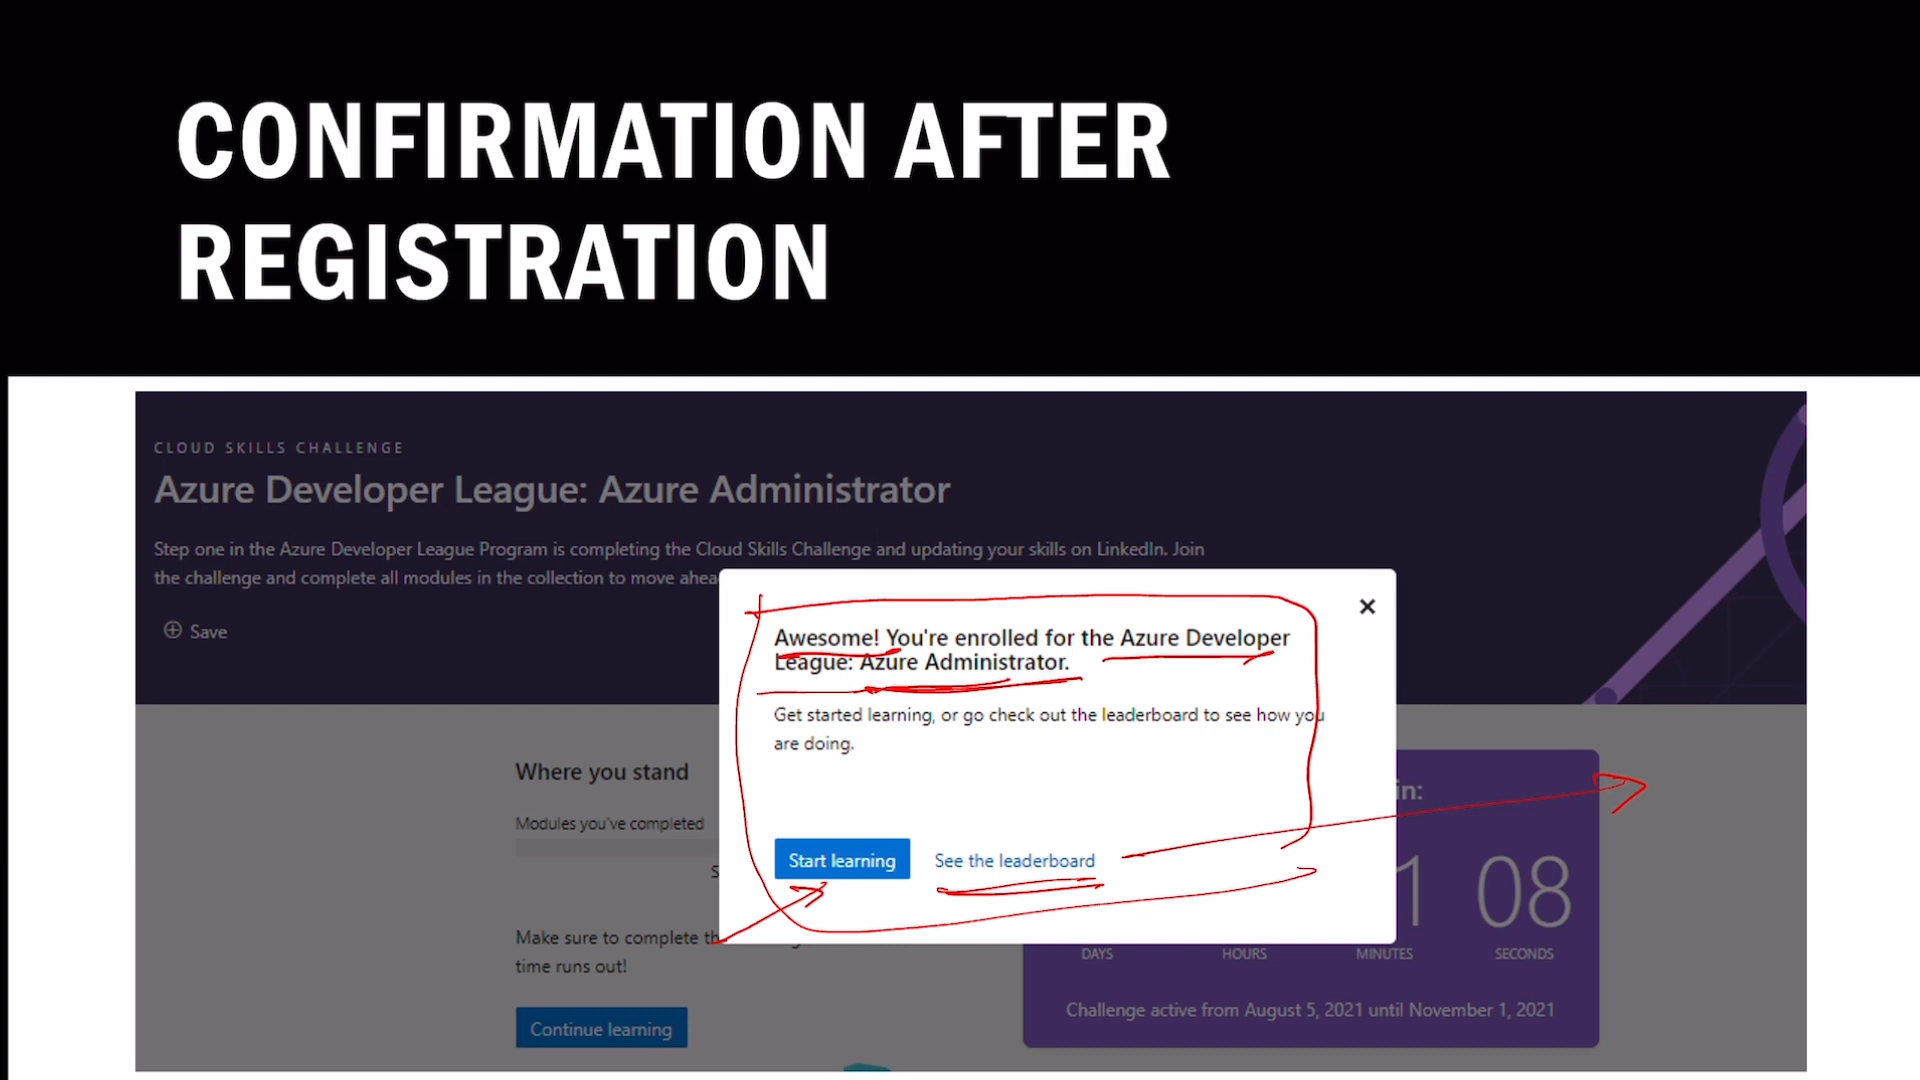 CONFIRMATION AFTER
REGISTRATION
CLOUD SKILLS CHALLENGE
Azure Developer League: Azure Administrator
Step one in the Azure Developer League Program is completing the Cloud Skills Challenge and updating your skills on LinkedIn. Join
the challenge and complete all modules in the collection to move
Save
Awesome! You're enrolled for the Azure Developer
League: Azure Administrator.
Get started learning, or go check out the leaderboard to see how you
are doing.
Start learning
See the leaderboard
Where you stand
Modules you've completed
Make sure to complete
time runs out!
Continue learning
in:
1 08
DAYS HOURS MINUTES SECONDS
Challenge active from August 5, 2021 until November 1, 2021